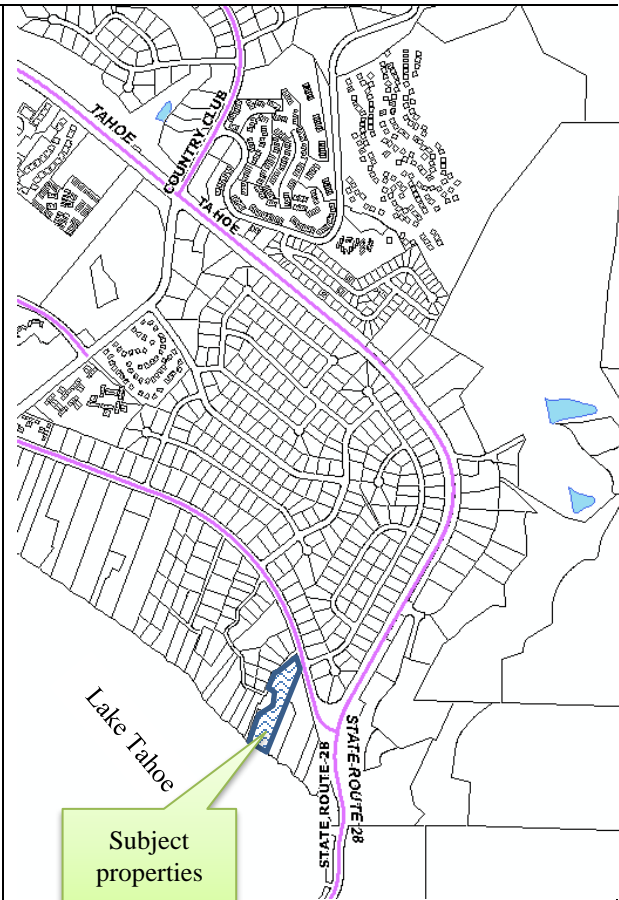 TAHOE
COUNTRY CLUB
TAHOE
Lake Tahoe
STATE ROUTE 28
STATE ROUTE 28
Subject
properties